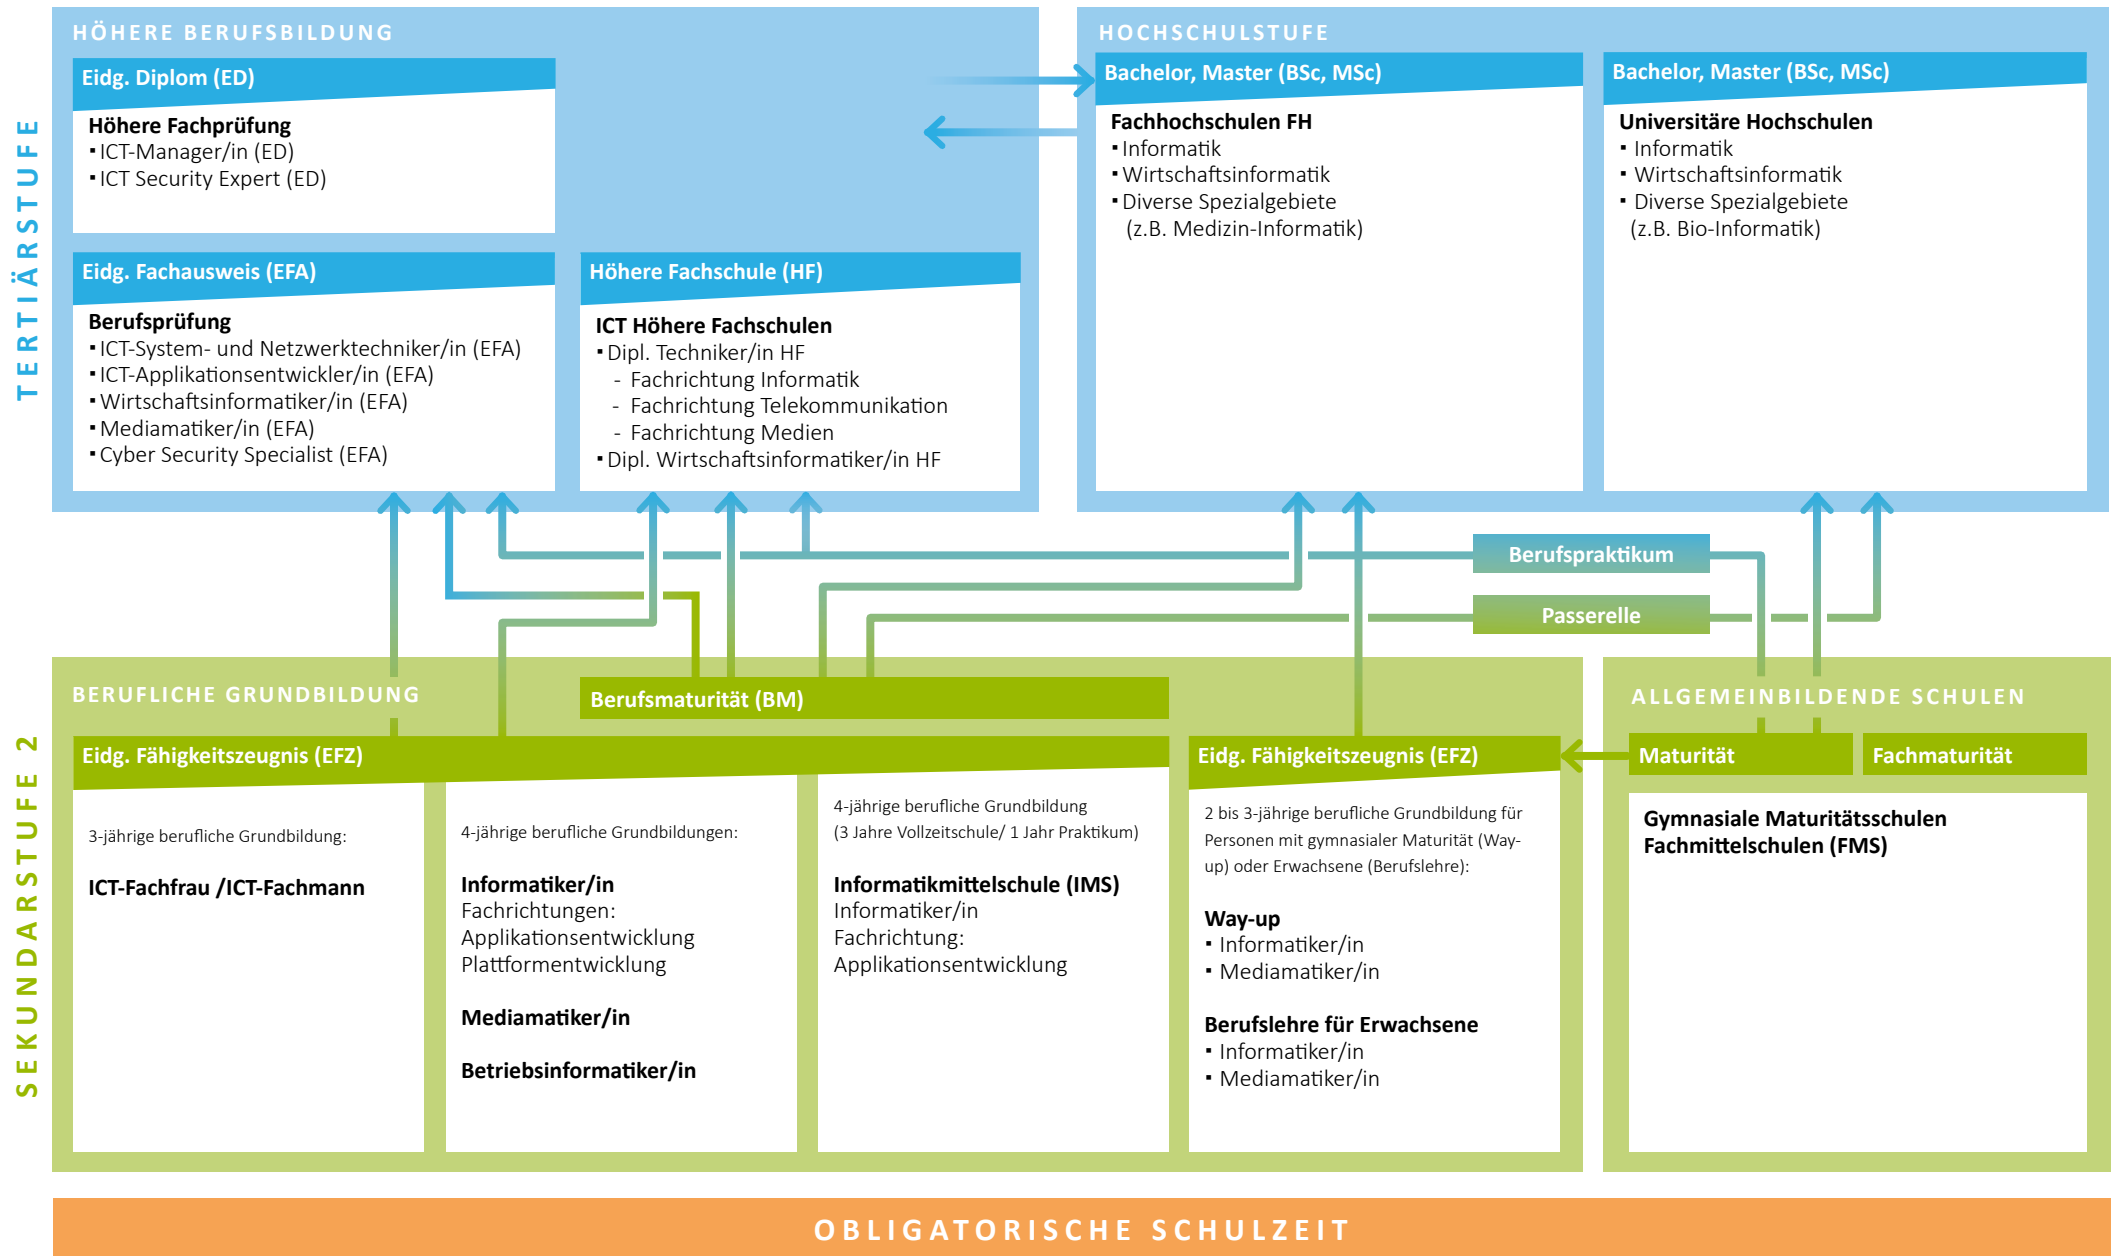 TERTIÄRSTUFE
HÖHERE BERUFSBILDUNG
Eidg. Diplom (ED)
Höhere Fachprüfung
▪ ICT-Manager/in (ED)
▪ ICT Security Expert (ED)
Eidg. Fachausweis (EFA)
Berufsprüfung
▪ ICT-System- und Netzwerktechniker/in (EFA)
▪ ICT-Applikationsentwickler/in (EFA)
▪ Wirtschaftsinformatiker/in (EFA)
▪ Mediamatiker/in (EFA)
▪ Cyber Security Specialist (EFA)
Höhere Fachschule (HF)
ICT Höhere Fachschulen
▪ Dipl. Techniker/in HF
- Fachrichtung Informatik
- Fachrichtung Telekommunikation
- Fachrichtung Medien
▪ Dipl. Wirtschaftsinformatiker/in HF
HOCHSCHULSTUFE
Bachelor, Master (BSc, MSc)
Fachhochschulen FH
▪ Informatik
▪ Wirtschaftsinformatik
▪ Diverse Spezialgebiete
(z.B. Medizin-Informatik)
Bachelor, Master (BSc, MSc)
Universitäre Hochschulen
▪ Informatik
▪ Wirtschaftsinformatik
▪ Diverse Spezialgebiete
(z.B. Bio-Informatik)
Berufspraktikum
Passerelle
SEKUNDARSTUFE 2
BERUFLICHE GRUNDBILDUNG
Berufsmaturität (BM)
Eidg. Fähigkeitszeugnis (EFZ)
3-jährige berufliche Grundbildung:
ICT-Fachfrau /ICT-Fachmann
4-jährige berufliche Grundbildungen:
Informatiker/in
Fachrichtungen:
Applikationsentwicklung
Plattformentwicklung
Mediamatiker/in
Betriebsinformatiker/in
4-jährige berufliche Grundbildung
(3 Jahre Vollzeitschule/ 1 Jahr Praktikum)
Informatikmittelschule (IMS)
Informatiker/in
Fachrichtung:
Applikationsentwicklung
Eidg. Fähigkeitszeugnis (EFZ)
2 bis 3-jährige berufliche Grundbildung für
Personen mit gymnasialer Maturität (Way-
up) oder Erwachsene (Berufslehre):
Way-up
▪ Informatiker/in
▪ Mediamatiker/in
Berufslehre für Erwachsene
▪ Informatiker/in
▪ Mediamatiker/in
ALLGEMEINBILDENDE SCHULEN
Maturität
Fachmaturität
Gymnasiale Maturitätsschulen
Fachmittelschulen (FMS)
OBLIGATORISCHE SCHULZEIT